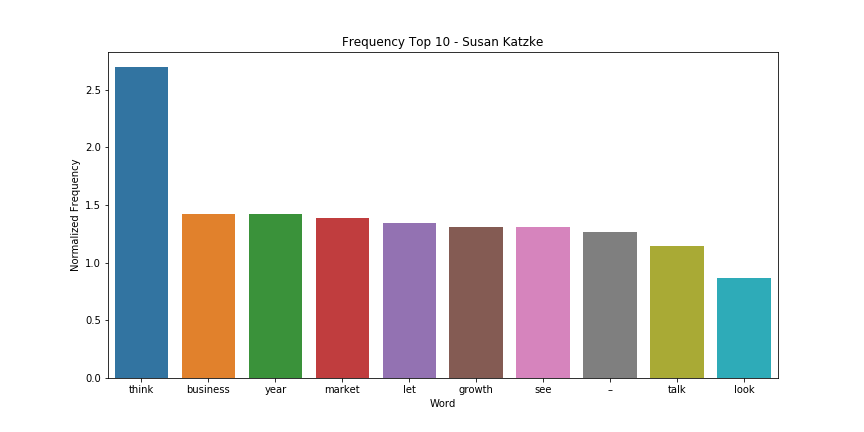 Frequency Top 10 - Susan Katzke
Normalized Frequency
2.5
2.0
1.5
1.0
0.5
0.0
think business year market let growth see – talk look
Word